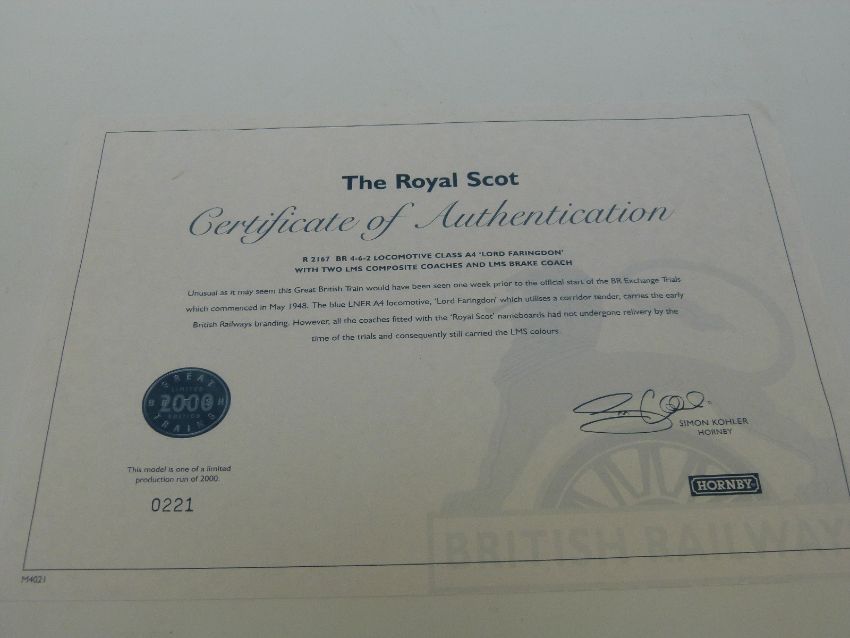 The Royal Scot
Certificate of Authentication
R 2167 BR 4-6-2 LOCOMOTIVE CLASS A4 'LORD FARINGDON'
WITH TWO LMS COMPOSITE COACHES AND LMS BRAKE COACH
Unusual as it may seem this Great British Train would have been seen one week prior to the official start of the BR Exchange Trials
which commenced in May 1948. The blue LNER A4 locomotive, 'Lord Faringdon' which utilises a corridor tender, carries the early
British Railways branding. However, all the coaches fitted with the 'Royal Scot' nameboards had not undergone relivery by the
time of the trials and consequently still carried the LMS colours.
GREAT
LIMITED
BRITISH
2000
EDITION
TRAINS
SIMON KOHLER
HORNBY
This model is one of a limited
production run of 2000.
0221
HORNBY
BRITISH RAILWAY
M4021